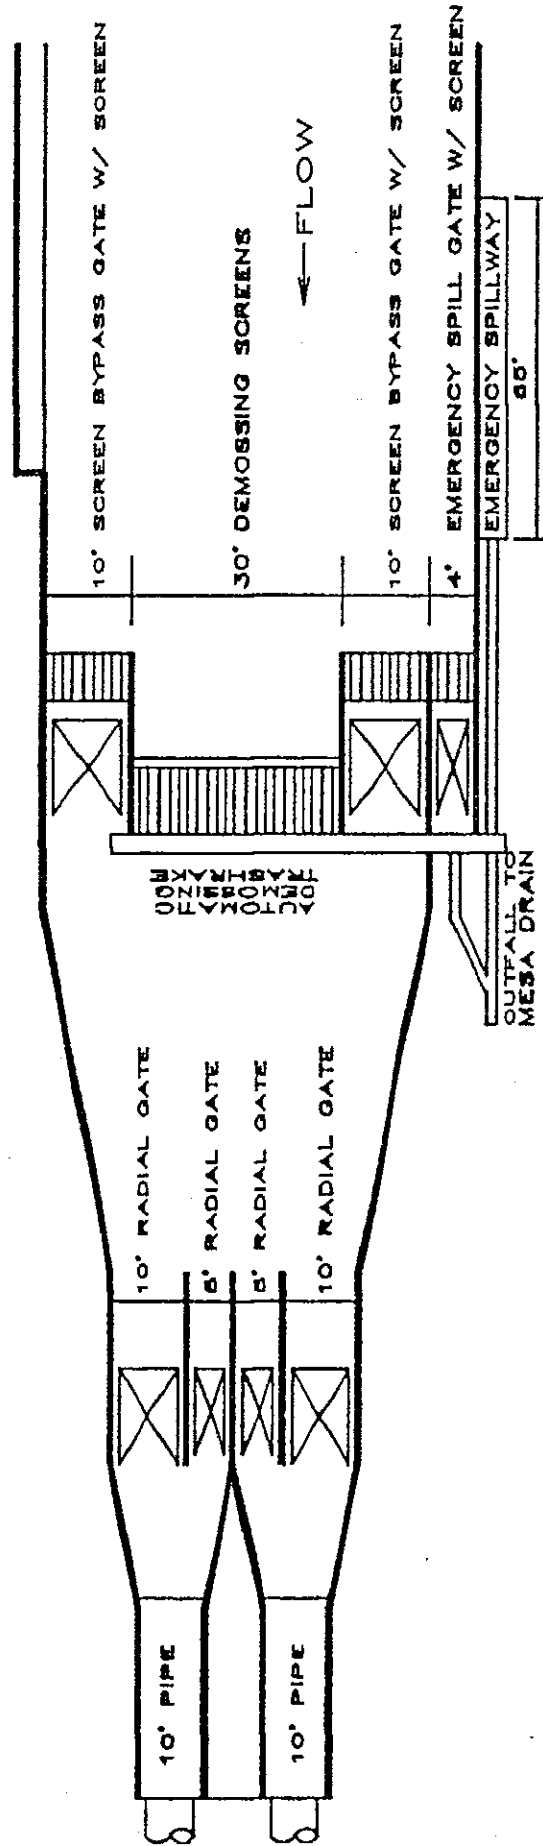 10' SCREEN BYPASS GATE W/ SCREEN
30' DEMOSSING SCREENS
FLOW
10' SCREEN BYPASS GATE W/ SCREEN
4' EMERGENCY SPILL GATE W/ SCREEN
EMERGENCY SPILLWAY
AUTOMATIC
DEMOSSING
TRASHRAKE
OUTFALL TO
MESA DRAIN
10' RADIAL GATE
RADIAL GATE
RADIAL GATE
10' RADIAL GATE
10' PIPE
10' PIPE